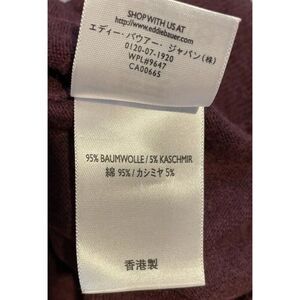 SHOP WITH US AT
http://www.eddiebauer.com
エディー・バウアー・ジャパン(株)
0120-07-1920
WPL#9647
CA00665
95% BAUMWOLLE / 5% KASCHMIR
綿 95% / カシミヤ 5%
香港製